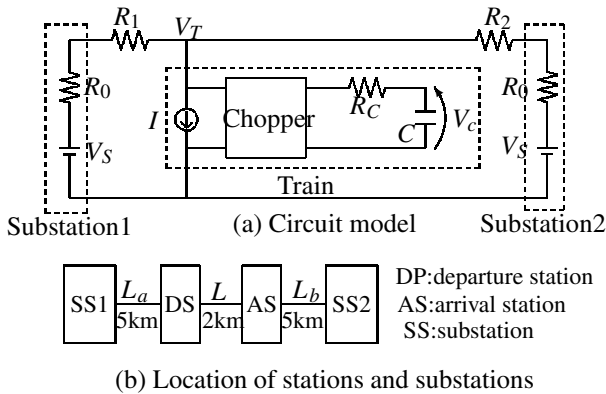 R1 VT R2
R0 I Chopper RC C Vc R0
VS VS
Train
Substation1 (a) Circuit model Substation2
SS1 La 5km DS L 2km AS Lb 5km SS2
DP:departure station
AS:arrival station
SS:substation
(b) Location of stations and substations